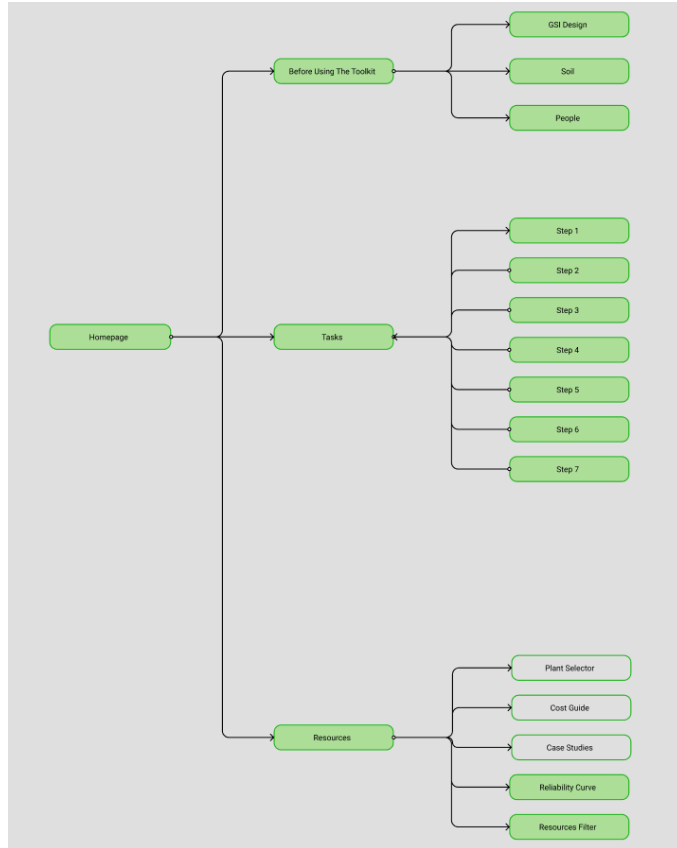 GSI Design
Before Using The Toolkit
Soil
People
Step 1
Step 2
Step 3
Homepage
Tasks
Step 4
Step 5
Step 6
Step 7
Plant Selector
Cost Guide
Resources
Case Studies
Reliability Curve
Resources Filter